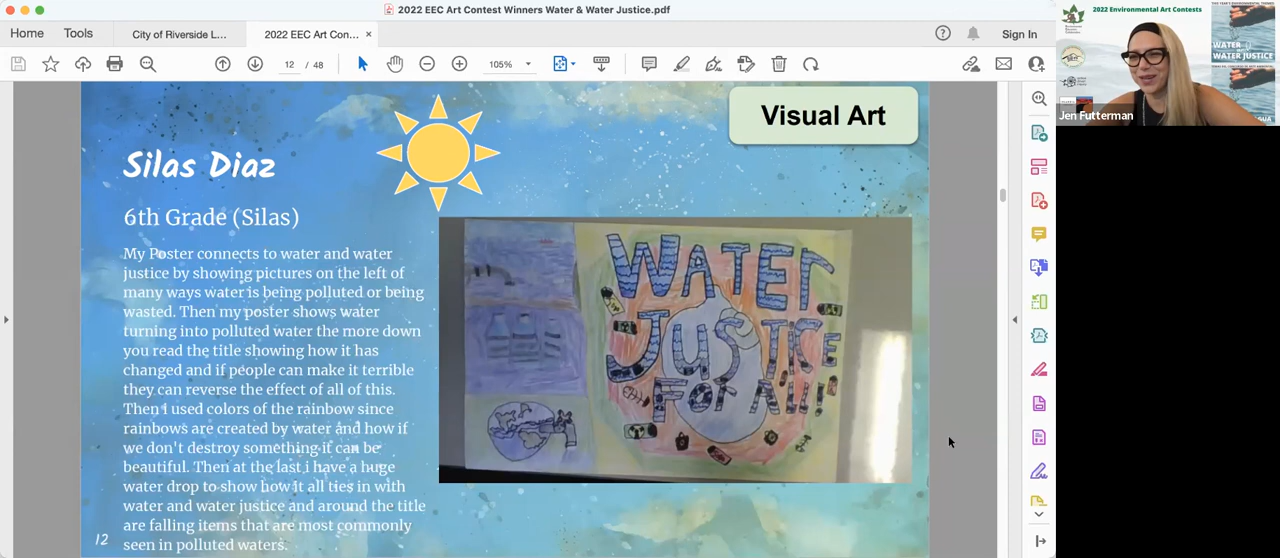 2022 EEC Art Contest Winners Water & Water Justice.pdf
Home
Tools
City of Riverside L...
2022 EEC Art Con...
Sign In
12 / 48
105%
Visual Art
Silas Diaz
6th Grade (Silas)
My Poster connects to water and water
justice by showing pictures on the left of
many ways water is being polluted or being
wasted. Then my poster shows water
turning into polluted water the more down
you read the title showing how it has
changed and if people can make it terrible
they can reverse the effect of all of this.
Then i used colors of the rainbow since
rainbows are created by water and how if
we don't destroy something it can be
beautiful. Then at the last i have a huge
water drop to show how it all ties in with
water and water justice and around the title
are falling items that are most commonly
seen in polluted waters.
12
WATER
JUSTICE
FOR All!
2022 Environmental Art Contests
WATER
WATER JUSTICE
Jen Futterman